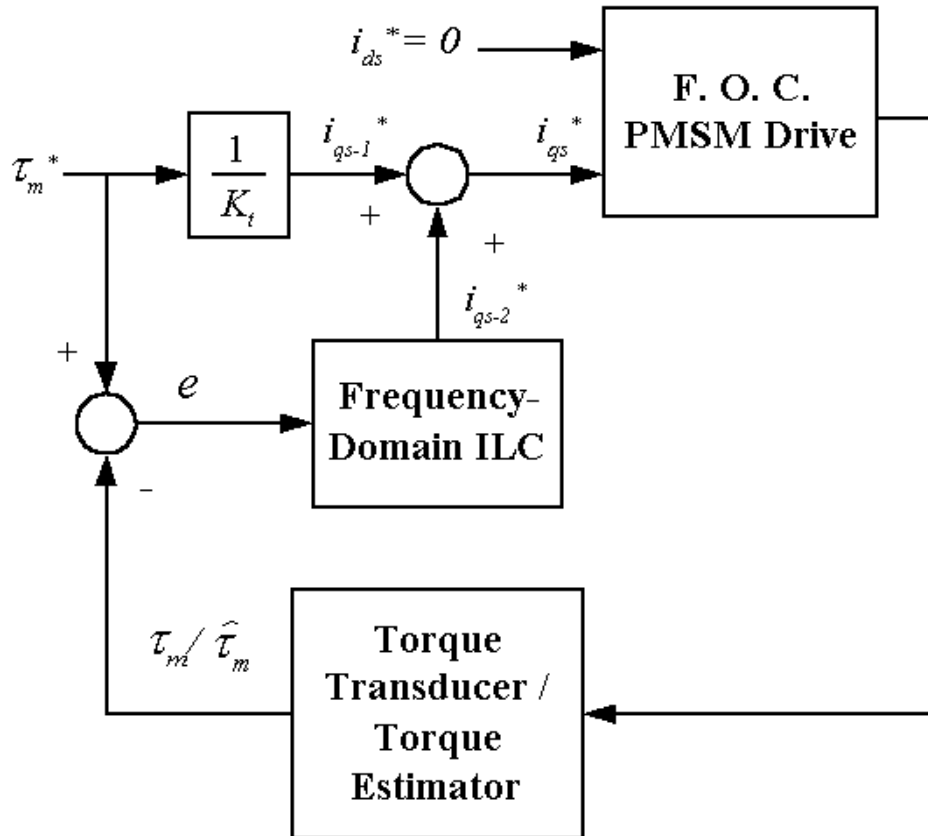 i_ds* = 0
F. O. C.
PMSM Drive
τ_m*
1
K_t
i_qs-1*
+
i_qs*
+
i_qs-2*
+
e
Frequency-
Domain ILC
-
τ_m / τ̂_m
Torque
Transducer /
Torque
Estimator